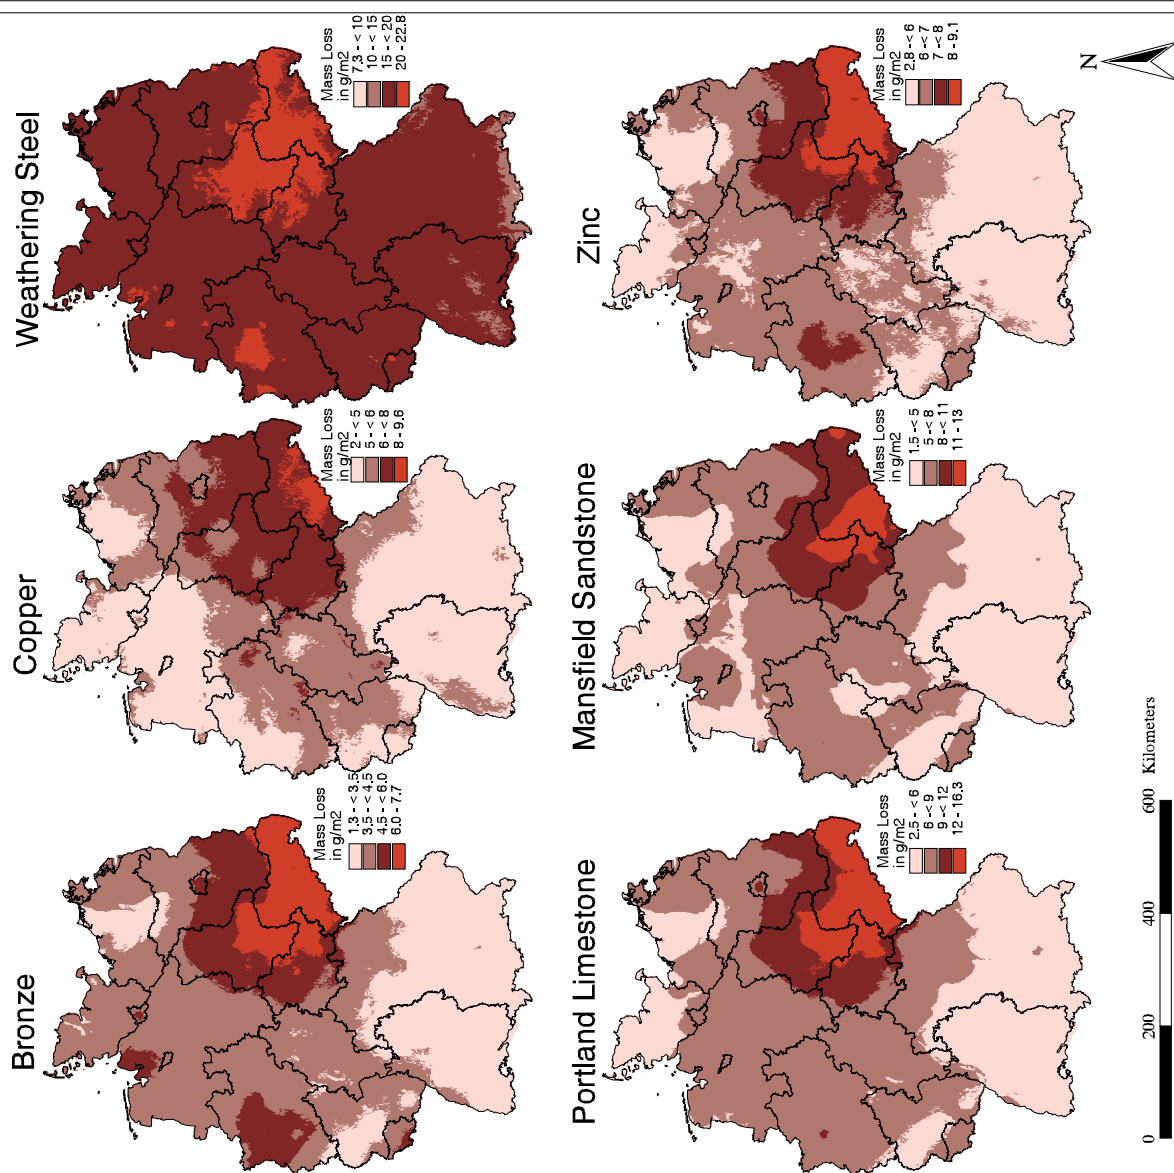 Bronze
Mass Loss
in g/m2
1.3 - < 3.5
3.5 - < 4.5
4.5 - < 6.0
6.0 - 7.7
Copper
Mass Loss
in g/m2
2 - < 5
5 - < 6
6 - < 8
8 - 9.6
Weathering Steel
Mass Loss
in g/m2
7.3 - < 10
10 - < 15
15 - < 20
20 - 22.8
Portland Limestone
Mass Loss
in g/m2
2.5 - < 6
6 - < 9
9 - < 12
12 - 16.3
Mansfield Sandstone
Mass Loss
in g/m2
1.5 - < 5
5 - < 8
8 - < 11
11 - 13
Zinc
Mass Loss
in g/m2
2.8 - < 6
6 - < 7
7 - < 8
8 - 9.1
0 200 400 600 Kilometers
N